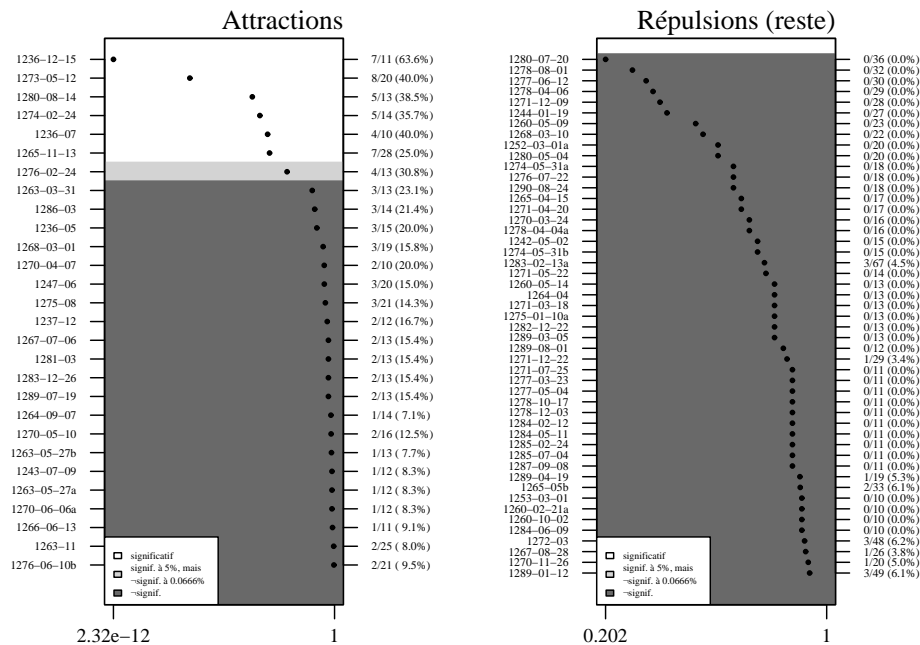 Attractions
1236−12−15 7/11 (63.6%)
1273−05−12 8/20 (40.0%)
1280−08−14 5/13 (38.5%)
1274−02−24 5/14 (35.7%)
1236−07 4/10 (40.0%)
1265−11−13 7/28 (25.0%)
1276−02−24 4/13 (30.8%)
1263−03−31 3/13 (23.1%)
1286−03 3/14 (21.4%)
1236−05 3/15 (20.0%)
1268−03−01 3/19 (15.8%)
1270−04−07 2/10 (20.0%)
1247−06 3/20 (15.0%)
1275−08 3/21 (14.3%)
1237−12 2/12 (16.7%)
1267−07−06 2/13 (15.4%)
1281−03 2/13 (15.4%)
1283−12−26 2/13 (15.4%)
1289−07−19 2/13 (15.4%)
1264−09−07 1/14 ( 7.1%)
1270−05−10 2/16 (12.5%)
1263−05−27b 1/13 ( 7.7%)
1243−07−09 1/12 ( 8.3%)
1263−05−27a 1/12 ( 8.3%)
1270−06−06a 1/12 ( 8.3%)
1266−06−13 1/11 ( 9.1%)
1263−11 2/25 ( 8.0%)
1276−06−10b 2/21 ( 9.5%)
significatif
signif. à 5%, mais
¬signif. à 0.0666%
¬signif.
2.32e−12 1
Répulsions (reste)
1280−07−20 0/36 (0.0%)
1278−08−01 0/32 (0.0%)
1277−06−12 0/30 (0.0%)
1278−04−06 0/29 (0.0%)
1271−12−09 0/28 (0.0%)
1244−01−19 0/27 (0.0%)
1260−05−09 0/23 (0.0%)
1268−03−10 0/22 (0.0%)
1252−03−01a 0/20 (0.0%)
1280−05−04 0/20 (0.0%)
1274−05−31a 0/18 (0.0%)
1276−07−22 0/18 (0.0%)
1290−08−24 0/18 (0.0%)
1265−04−15 0/17 (0.0%)
1271−04−20 0/17 (0.0%)
1270−03−24 0/16 (0.0%)
1278−04−04a 0/16 (0.0%)
1242−05−02 0/15 (0.0%)
1274−05−31b 0/15 (0.0%)
1283−02−13a 3/67 (4.5%)
1271−05−22 0/14 (0.0%)
1260−05−14 0/13 (0.0%)
1264−04 0/13 (0.0%)
1271−03−18 0/13 (0.0%)
1275−01−10a 0/13 (0.0%)
1282−12−22 0/13 (0.0%)
1289−03−05 0/13 (0.0%)
1289−08−01 0/12 (0.0%)
1271−12−22 1/29 (3.4%)
1271−07−25 0/11 (0.0%)
1277−03−23 0/11 (0.0%)
1277−05−04 0/11 (0.0%)
1278−10−17 0/11 (0.0%)
1278−12−03 0/11 (0.0%)
1284−02−12 0/11 (0.0%)
1284−05−11 0/11 (0.0%)
1285−02−24 0/11 (0.0%)
1285−07−04 0/11 (0.0%)
1287−09−08 0/11 (0.0%)
1289−04−19 1/19 (5.3%)
1265−05b 2/33 (6.1%)
1253−03−01 0/10 (0.0%)
1260−02−21a 0/10 (0.0%)
1260−10−02 0/10 (0.0%)
1284−06−09 0/10 (0.0%)
1272−03 3/48 (6.2%)
1267−08−28 1/26 (3.8%)
1270−11−26 1/20 (5.0%)
1289−01−12 3/49 (6.1%)
significatif
signif. à 5%, mais
¬signif. à 0.0666%
¬signif.
0.202 1